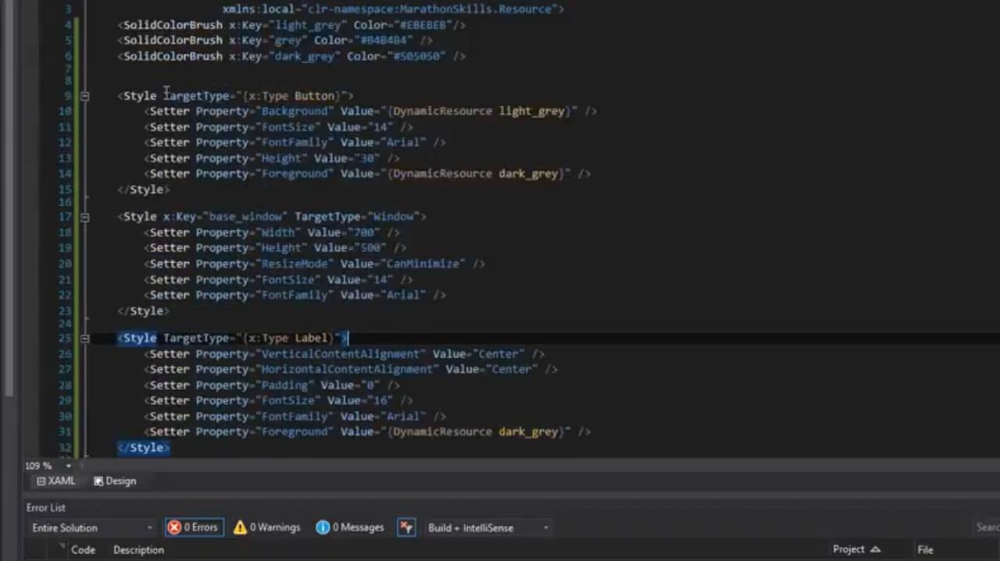 3 xmlns:local="clr-namespace:MarathonSkills.Resource">
4 <SolidColorBrush x:Key="light_grey" Color="#EBEBEB"/>
5 <SolidColorBrush x:Key="grey" Color="#B4B4B4" />
6 <SolidColorBrush x:Key="dark_grey" Color="#505050" />
7
8
9 <Style TargetType="{x:Type Button}">
10 <Setter Property="Background" Value="{DynamicResource light_grey}" />
11 <Setter Property="FontSize" Value="14" />
12 <Setter Property="FontFamily" Value="Arial" />
13 <Setter Property="Height" Value="30" />
14 <Setter Property="Foreground" Value="{DynamicResource dark_grey}" />
15 </Style>
16
17 <Style x:Key="base_window" TargetType="Window">
18 <Setter Property="Width" Value="700" />
19 <Setter Property="Height" Value="500" />
20 <Setter Property="ResizeMode" Value="CanMinimize" />
21 <Setter Property="FontSize" Value="14" />
22 <Setter Property="FontFamily" Value="Arial" />
23 </Style>
24
25 <Style TargetType="{x:Type Label}">
26 <Setter Property="VerticalContentAlignment" Value="Center" />
27 <Setter Property="HorizontalContentAlignment" Value="Center" />
28 <Setter Property="Padding" Value="0" />
29 <Setter Property="FontSize" Value="16" />
30 <Setter Property="FontFamily" Value="Arial" />
31 <Setter Property="Foreground" Value="{DynamicResource dark_grey}" />
32 </Style>
109 %
XAML Design
Error List
Entire Solution 0 Errors 0 Warnings 0 Messages Build + IntelliSense
Code Description Project File